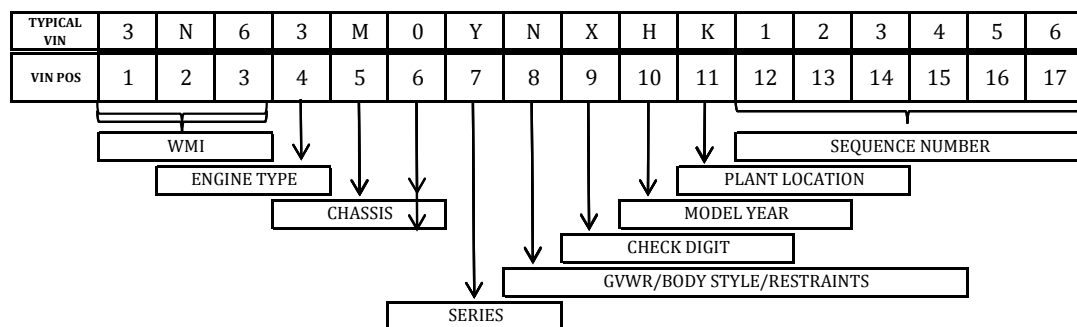 TYPICAL VIN 3 N 6 3 M 0 Y N X H K 1 2 3 4 5 6
VIN POS 1 2 3 4 5 6 7 8 9 10 11 12 13 14 15 16 17
WMI SEQUENCE NUMBER
ENGINE TYPE PLANT LOCATION
CHASSIS MODEL YEAR
CHECK DIGIT
GVWR/BODY STYLE/RESTRAINTS
SERIES